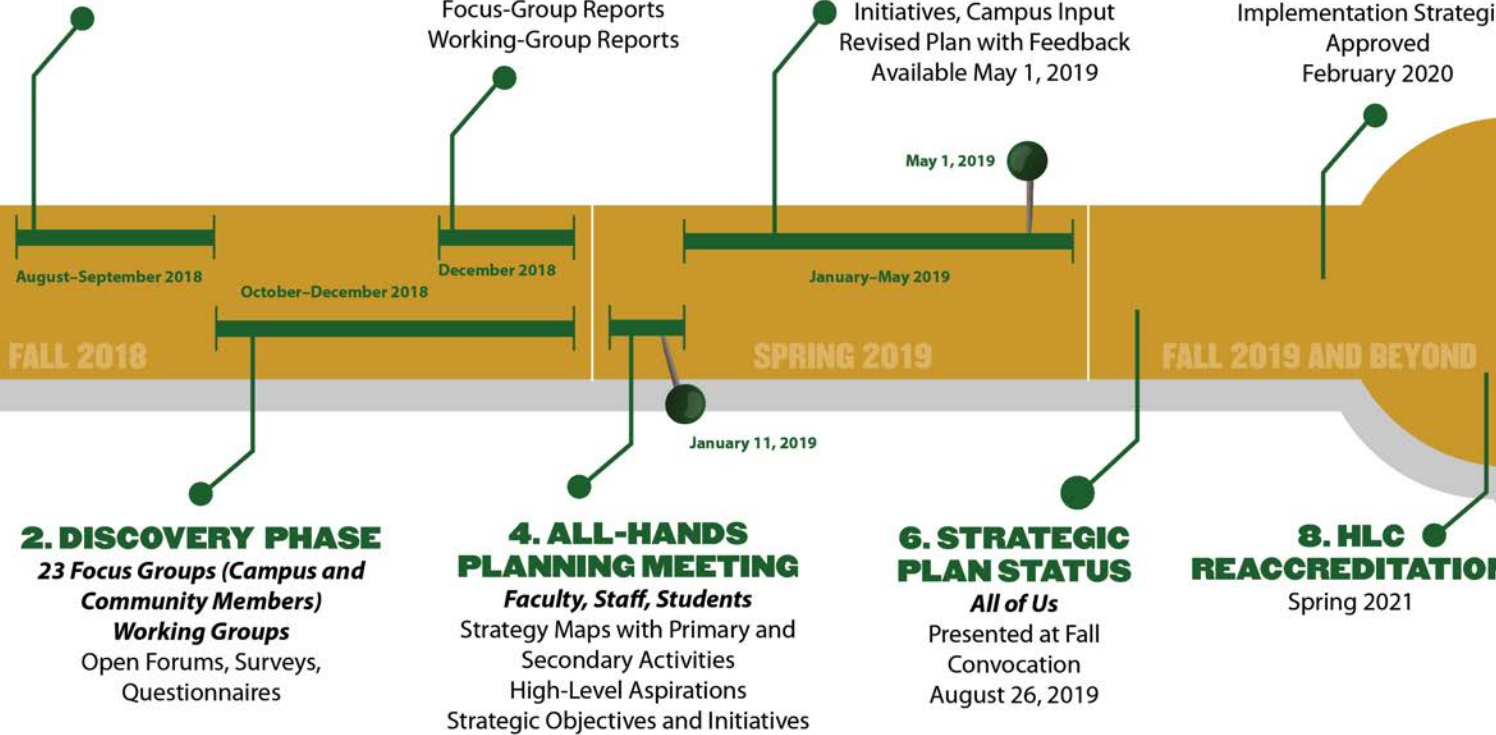 Focus-Group Reports
Working-Group Reports
Initiatives, Campus Input
Revised Plan with Feedback
Available May 1, 2019
Implementation Strategi
Approved
February 2020
May 1, 2019
August–September 2018
October–December 2018
December 2018
January–May 2019
FALL 2018
SPRING 2019
FALL 2019 AND BEYOND
January 11, 2019
2. DISCOVERY PHASE
23 Focus Groups (Campus and
Community Members)
Working Groups
Open Forums, Surveys,
Questionnaires
4. ALL-HANDS
PLANNING MEETING
Faculty, Staff, Students
Strategy Maps with Primary and
Secondary Activities
High-Level Aspirations
Strategic Objectives and Initiatives
6. STRATEGIC
PLAN STATUS
All of Us
Presented at Fall
Convocation
August 26, 2019
8. HLC
REACCREDITATION
Spring 2021